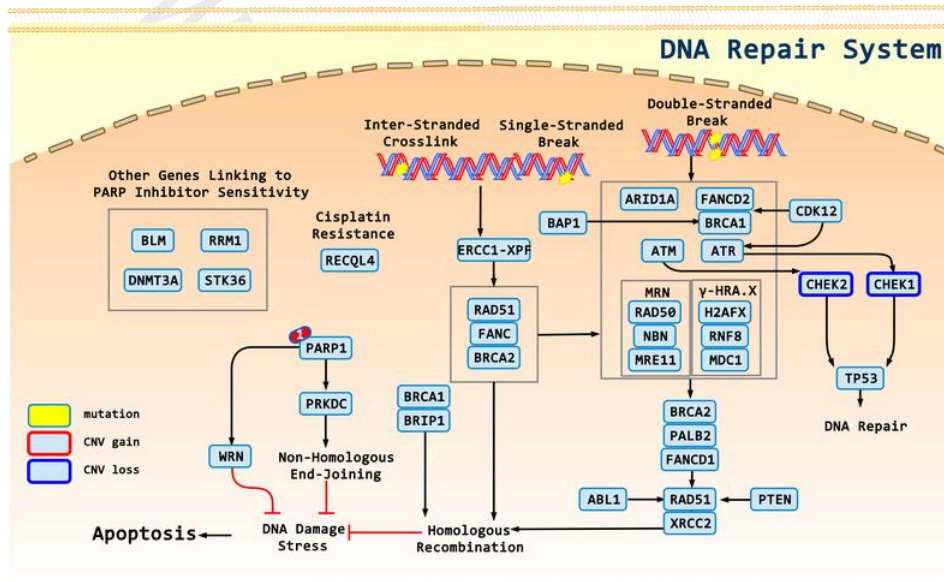 DNA Repair System
Double-Stranded
Break
Inter-Stranded
Crosslink
Single-Stranded
Break
Other Genes Linking to
PARP Inhibitor Sensitivity
BLM
RRM1
DNMT3A
STK36
Cisplatin
Resistance
RECQL4
BAP1
ERCC1-XPF
ARID1A
FANCD2
BRCA1
CDK12
ATM
ATR
CHEK2
CHEK1
MRN
RAD50
NBN
MRE11
γ-HRA.X
H2AFX
RNF8
MDC1
RAD51
FANC
BRCA2
1
PARP1
PRKDC
WRN
Non-Homologous
End-Joining
BRCA1
BRIP1
TP53
DNA Repair
BRCA2
PALB2
FANCD1
ABL1
RAD51
PTEN
XRCC2
mutation
CNV gain
CNV loss
Apoptosis
DNA Damage
Stress
Homologous
Recombination